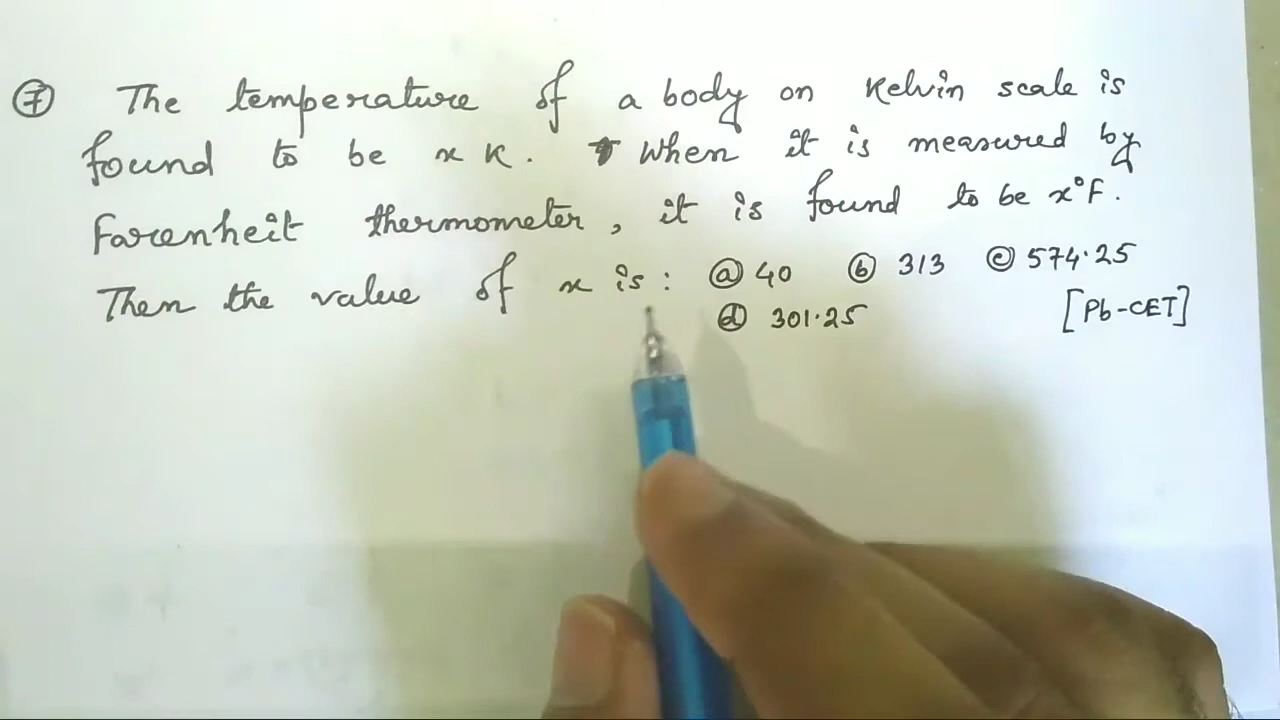 ⑦ The temperature of a body on Kelvin scale is
found to be x K. When it is measured by
Farenheit thermometer, it is found to be x°F.
Then the value of x is: ⓐ 40 ⓑ 313 ⓒ 574.25
ⓓ 301.25 [Pb-CET]